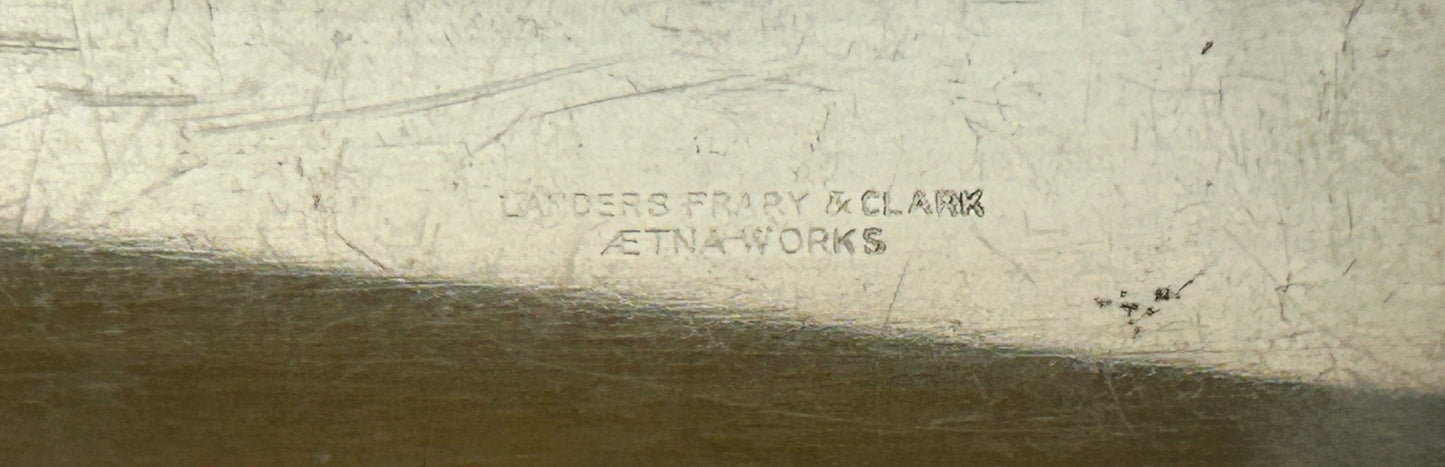 LANDERS FRARY & CLARK
ÆTNA WORKS